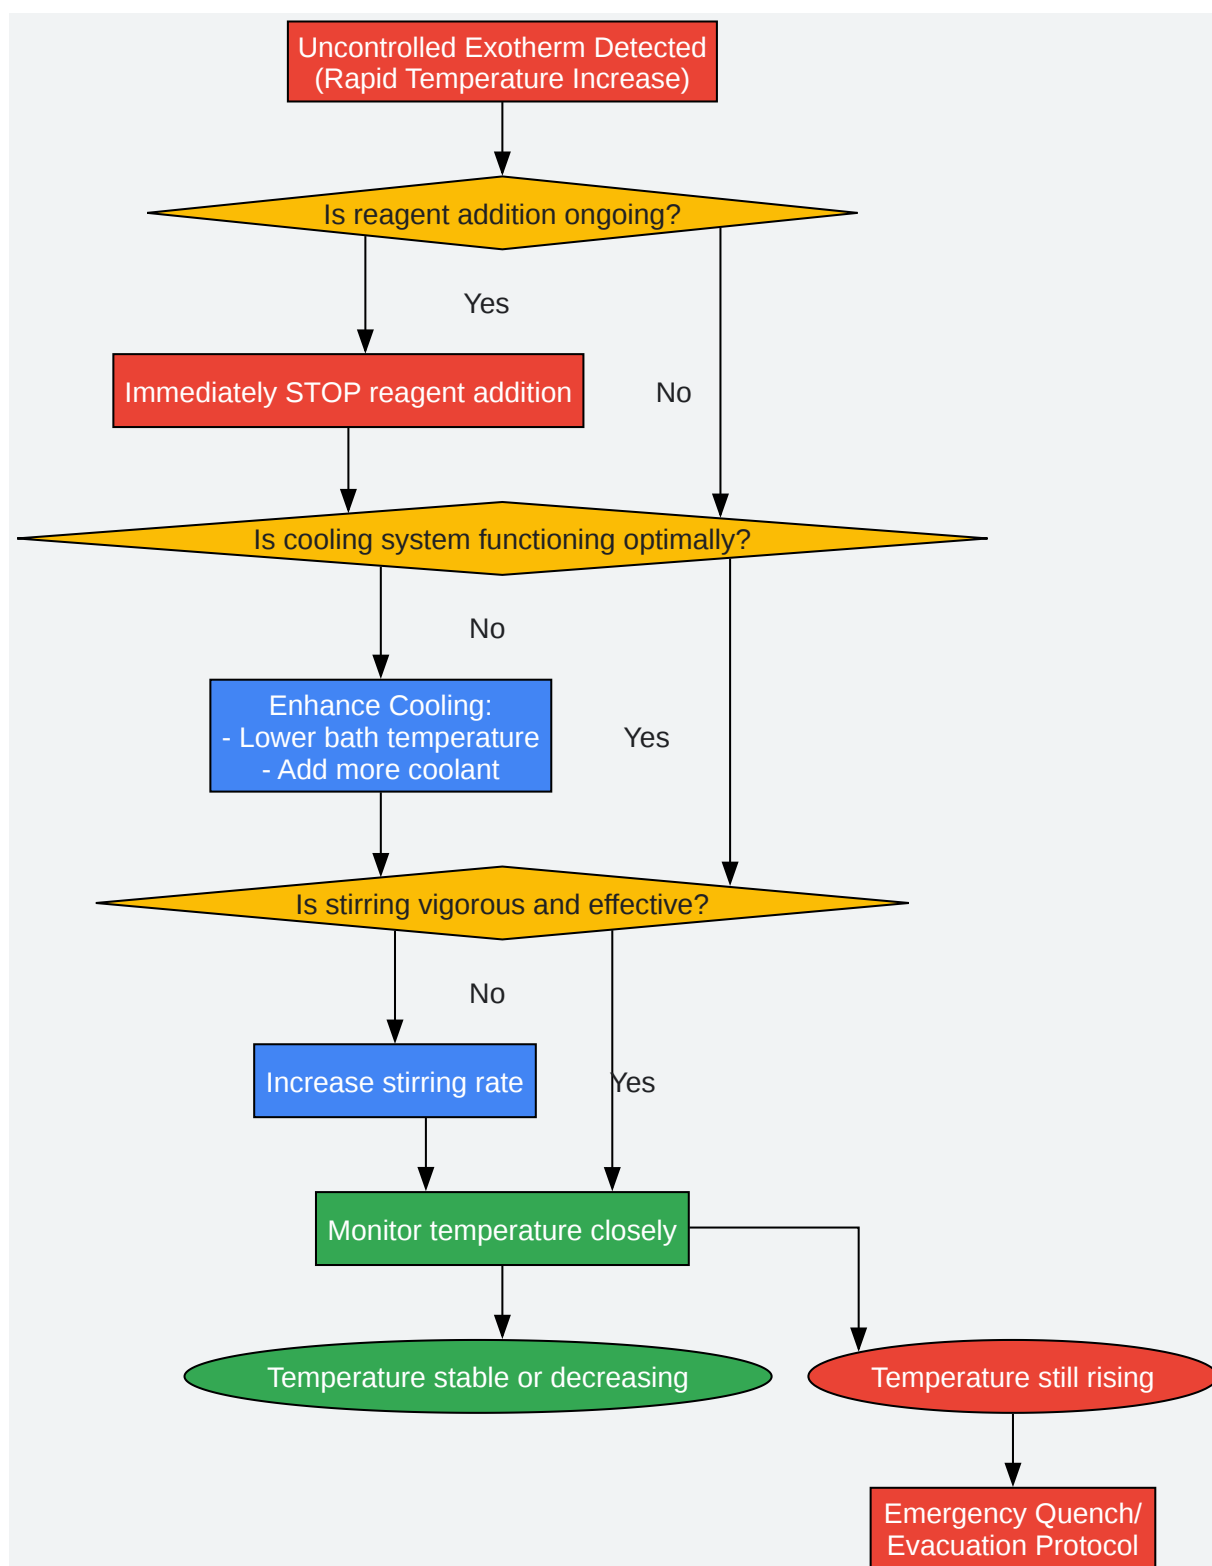 Uncontrolled Exotherm Detected
(Rapid Temperature Increase)
Is reagent addition ongoing?
Yes
Immediately STOP reagent addition
No
Is cooling system functioning optimally?
No
Enhance Cooling:
- Lower bath temperature
- Add more coolant
Yes
Is stirring vigorous and effective?
No
Increase stirring rate
Yes
Monitor temperature closely
Temperature stable or decreasing
Temperature still rising
Emergency Quench/
Evacuation Protocol